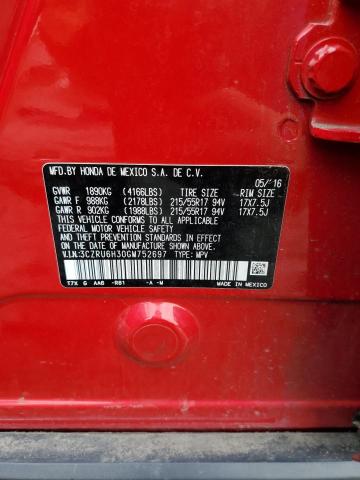 MFD.BY HONDA DE MEXICO S.A. DE C.V.
05/'16
GVWR 1890KG (4166LBS) TIRE SIZE RIM SIZE
GAWR F 988KG (2178LBS) 215/55R17 94V 17X7.5J
GAWR R 902KG (1988LBS) 215/55R17 94V 17X7.5J
THIS VEHICLE CONFORMS TO ALL APPLICABLE
FEDERAL MOTOR VEHICLE SAFETY AND THEFT
PREVENTION STANDARDS IN EFFECT ON THE DATE
OF MANUFACTURE SHOWN ABOVE.
V.I.N.:3CZRU6H30GM752697 TYPE: MPV
T7X G AA6 -R81 -A -M
MADE IN MEXICO